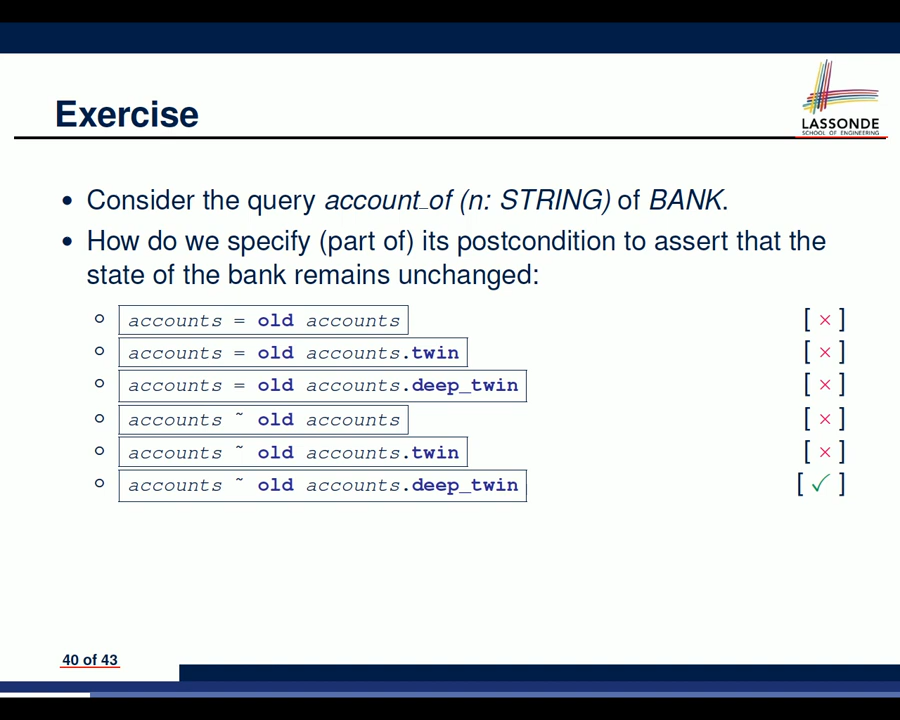 LASSONDE
SCHOOL OF ENGINEERING
Exercise
• Consider the query account_of (n: STRING) of BANK.
• How do we specify (part of) its postcondition to assert that the
state of the bank remains unchanged:
○ accounts = old accounts [ × ]
○ accounts = old accounts.twin [ × ]
○ accounts = old accounts.deep_twin [ × ]
○ accounts ˜ old accounts [ × ]
○ accounts ˜ old accounts.twin [ × ]
○ accounts ˜ old accounts.deep_twin [ ✓ ]
40 of 43